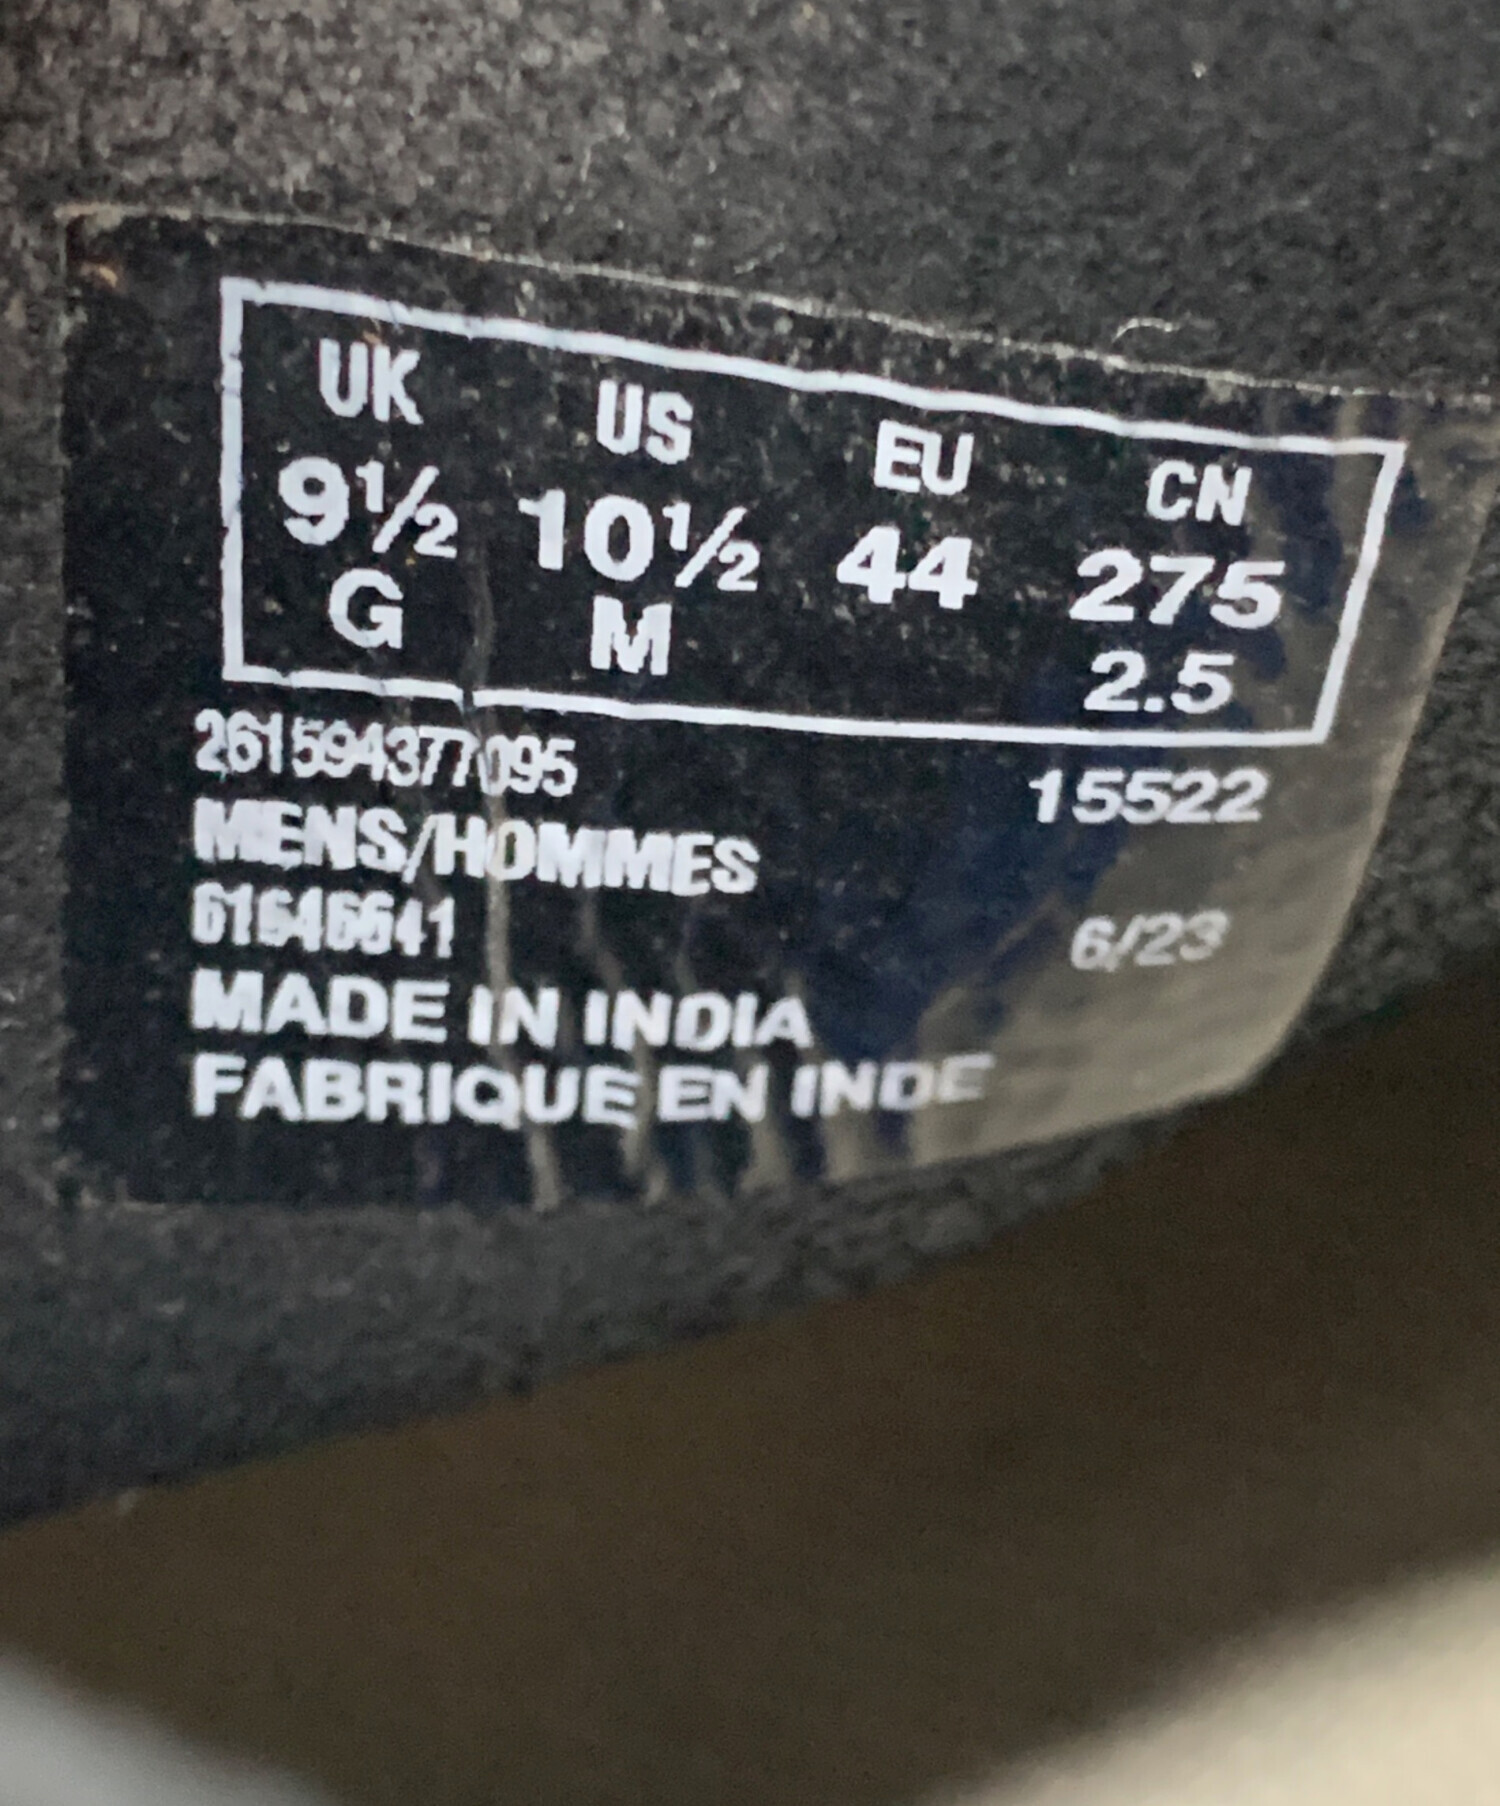 UK US EU CN
9½ 10½ 44 275
G M 2.5
261594377095 15522
MENS/HOMMES
61646641 6/23
MADE IN INDIA
FABRIQUE EN INDE